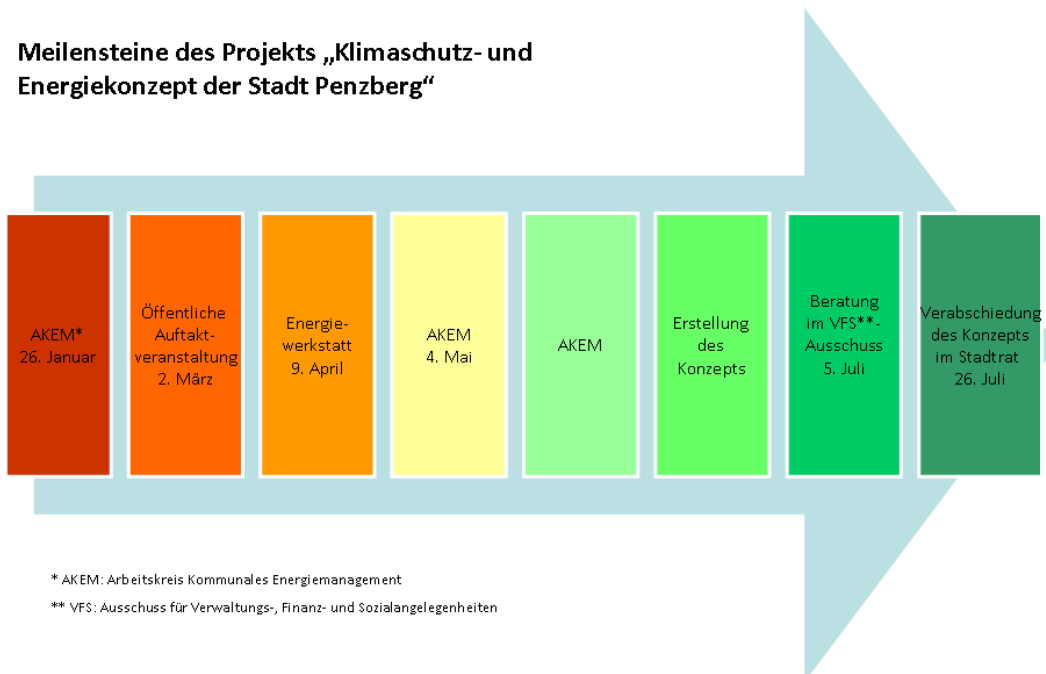 Meilensteine des Projekts „Klimaschutz- und
Energiekonzept der Stadt Penzberg“
AKEM*
26. Januar
Öffentliche
Auftakt-
veranstaltung
2. März
Energie-
werkstatt
9. April
AKEM
4. Mai
AKEM
Erstellung
des
Konzepts
Beratung
im VFS**-
Ausschuss
5. Juli
Verabschiedung
des Konzepts
im Stadtrat
26. Juli
* AKEM: Arbeitskreis Kommunales Energiemanagement
** VFS: Ausschuss für Verwaltungs-, Finanz- und Sozialangelegenheiten